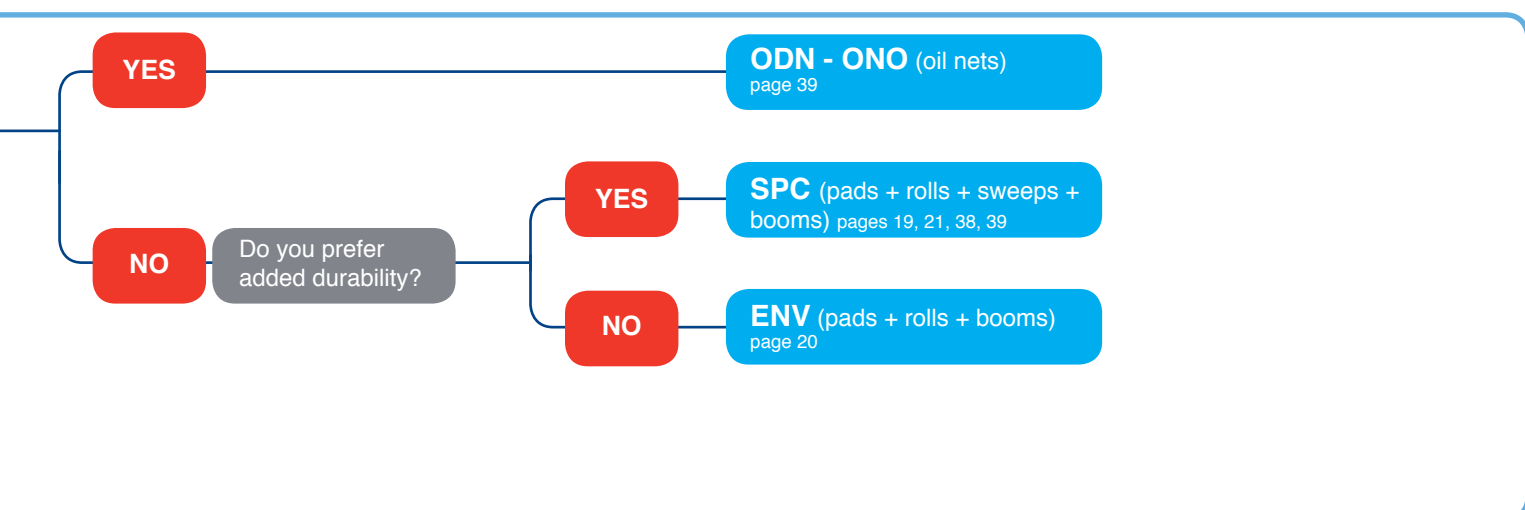 YES
ODN - ONO (oil nets)
page 39
YES
SPC (pads + rolls + sweeps +
booms) pages 19, 21, 38, 39
NO
Do you prefer
added durability?
NO
ENV (pads + rolls + booms)
page 20